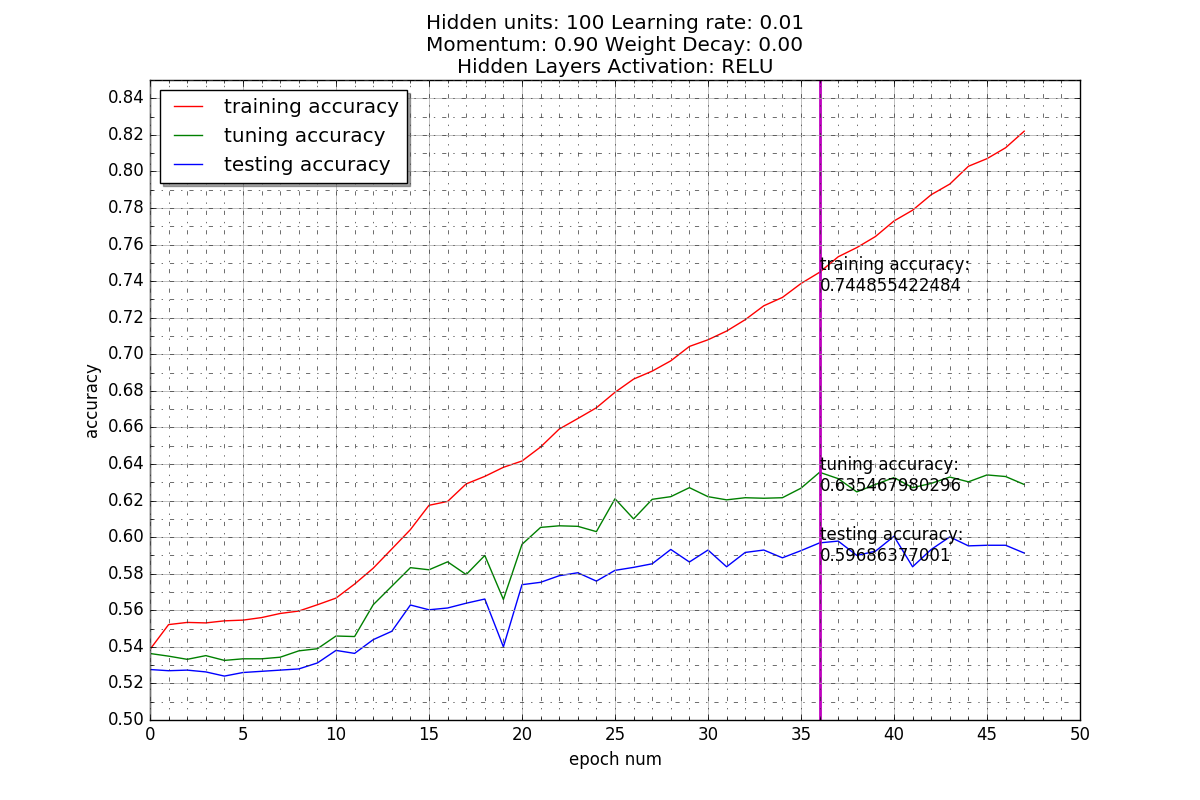 Hidden units: 100 Learning rate: 0.01
Momentum: 0.90 Weight Decay: 0.00
Hidden Layers Activation: RELU
training accuracy
tuning accuracy
testing accuracy
0.84
0.82
0.80
0.78
0.76
0.74
0.72
0.70
0.68
0.66
0.64
0.62
0.60
0.58
0.56
0.54
0.52
0.50
accuracy
training accuracy:
0.744855422484
tuning accuracy:
0.635467980296
testing accuracy:
0.59686377001
0 5 10 15 20 25 30 35 40 45 50
epoch num